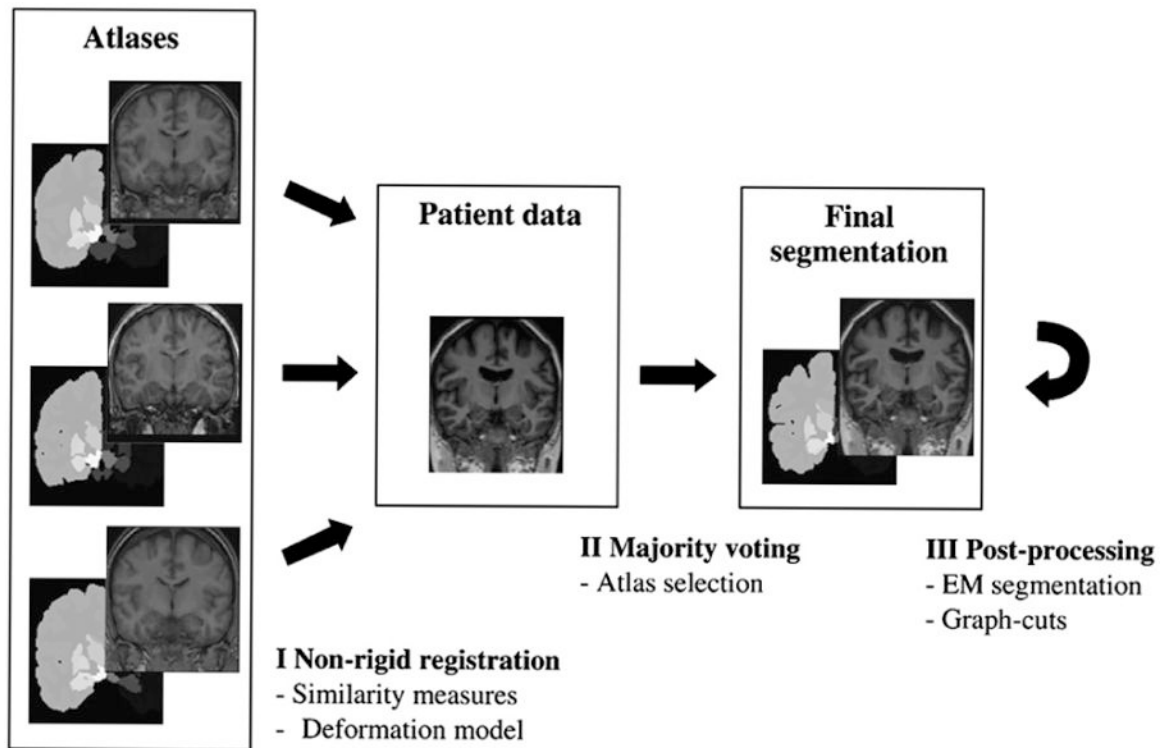 Atlases
Patient data
Final
segmentation
I Non-rigid registration
- Similarity measures
- Deformation model
II Majority voting
- Atlas selection
III Post-processing
- EM segmentation
- Graph-cuts